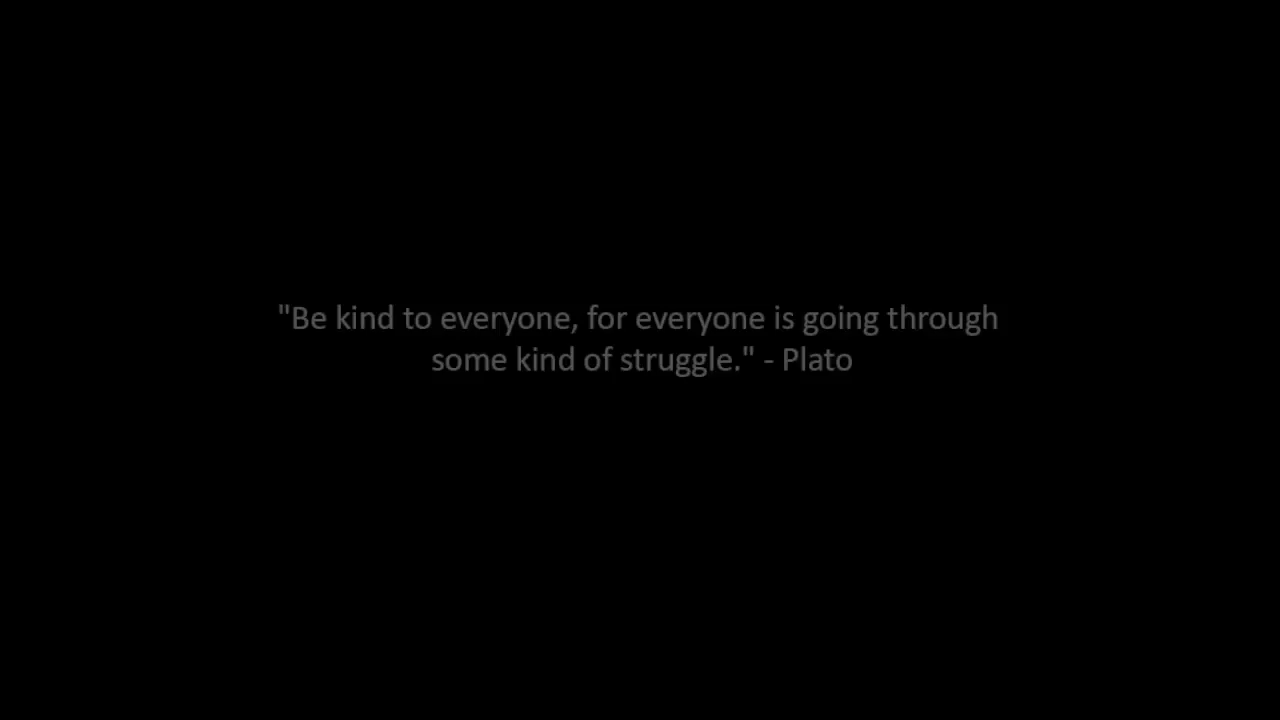 "Be kind to everyone, for everyone is going through
some kind of struggle." - Plato